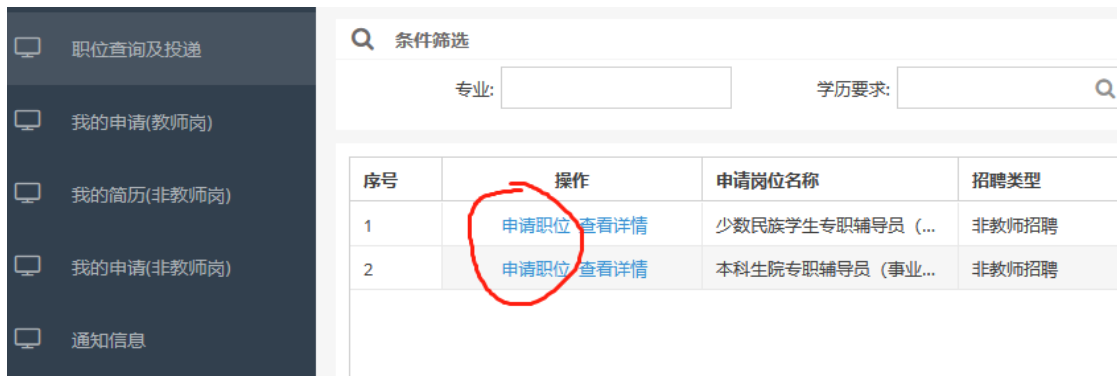 职位查询及投递
我的申请(教师岗)
我的简历(非教师岗)
我的申请(非教师岗)
通知信息
条件筛选
专业: 学历要求:
序号 操作 申请岗位名称 招聘类型
1 申请职位 查看详情 少数民族学生专职辅导员（... 非教师招聘
2 申请职位 查看详情 本科生院专职辅导员（事业... 非教师招聘